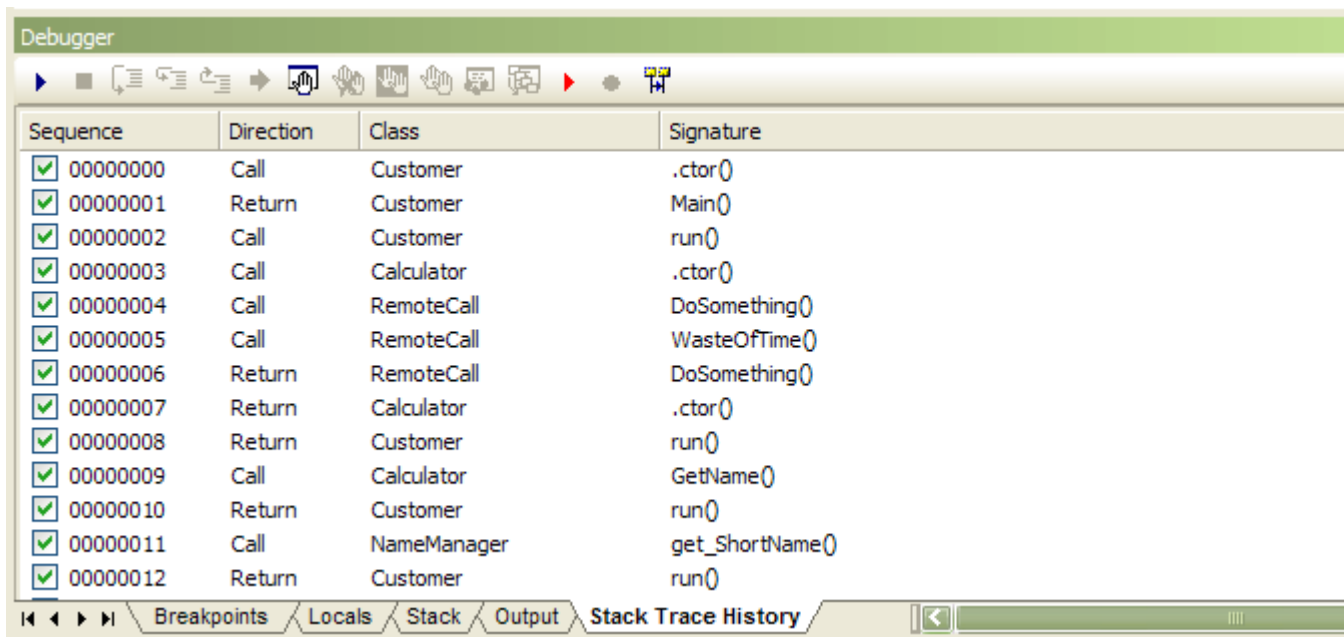 Debugger
Sequence Direction Class Signature
00000000 Call Customer .ctor()
00000001 Return Customer Main()
00000002 Call Customer run()
00000003 Call Calculator .ctor()
00000004 Call RemoteCall DoSomething()
00000005 Call RemoteCall WasteOfTime()
00000006 Return RemoteCall DoSomething()
00000007 Return Calculator .ctor()
00000008 Return Customer run()
00000009 Call Calculator GetName()
00000010 Return Customer run()
00000011 Call NameManager get_ShortName()
00000012 Return Customer run()
Breakpoints Locals Stack Output Stack Trace History